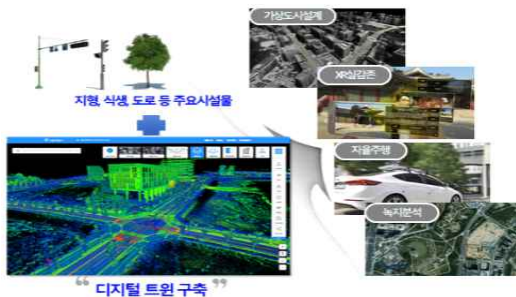 가상도시설계
XR실감존
지형, 식생, 도로 등 주요시설물
자율주행
녹지분석
“ 디지털 트윈 구축 ”